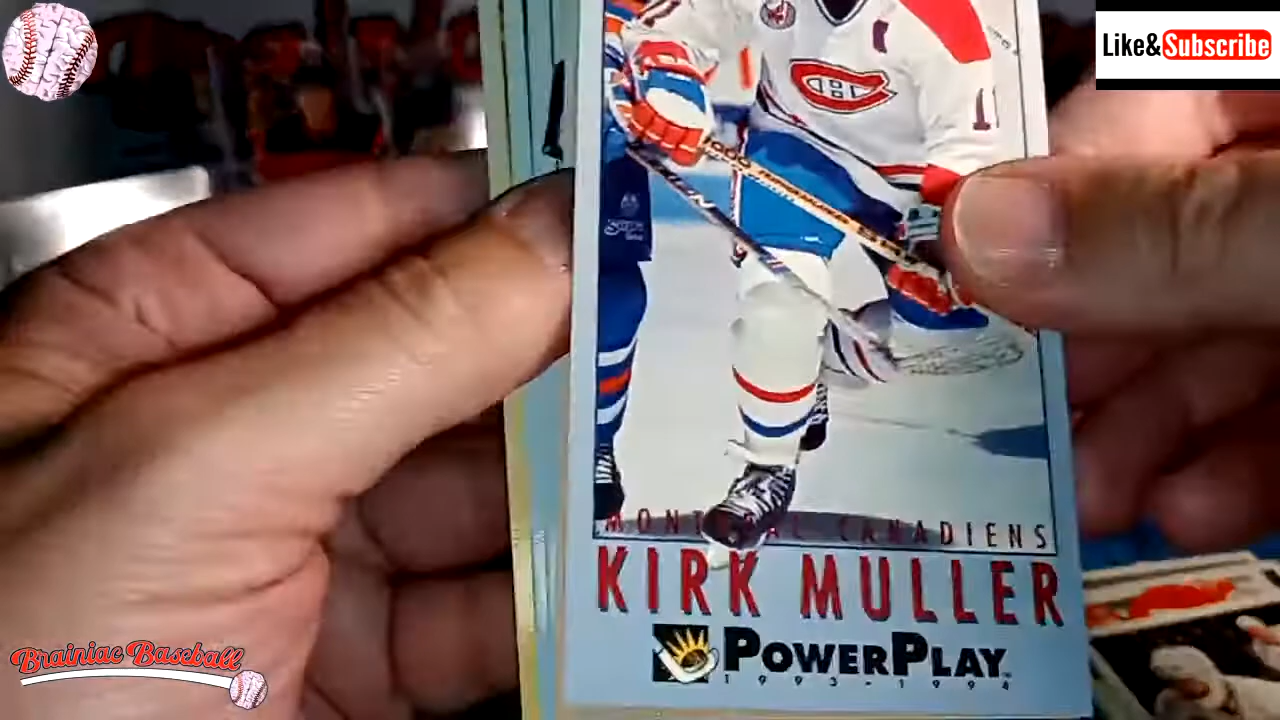 Like&Subscribe
MONTREAL CANADIENS
KIRK MULLER
POWERPLAY
1993-1994
Brainiac Baseball